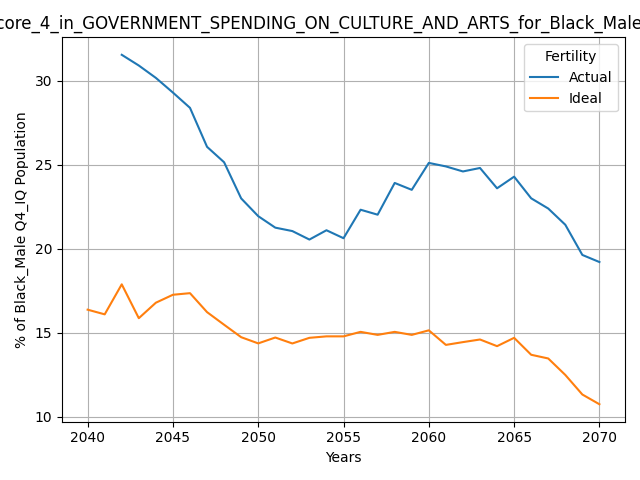 core_4_in_GOVERNMENT_SPENDING_ON_CULTURE_AND_ARTS_for_Black_Male
Fertility
Actual
Ideal
% of Black_Male Q4_IQ Population
30
25
20
15
10
2040 2045 2050 2055 2060 2065 2070
Years